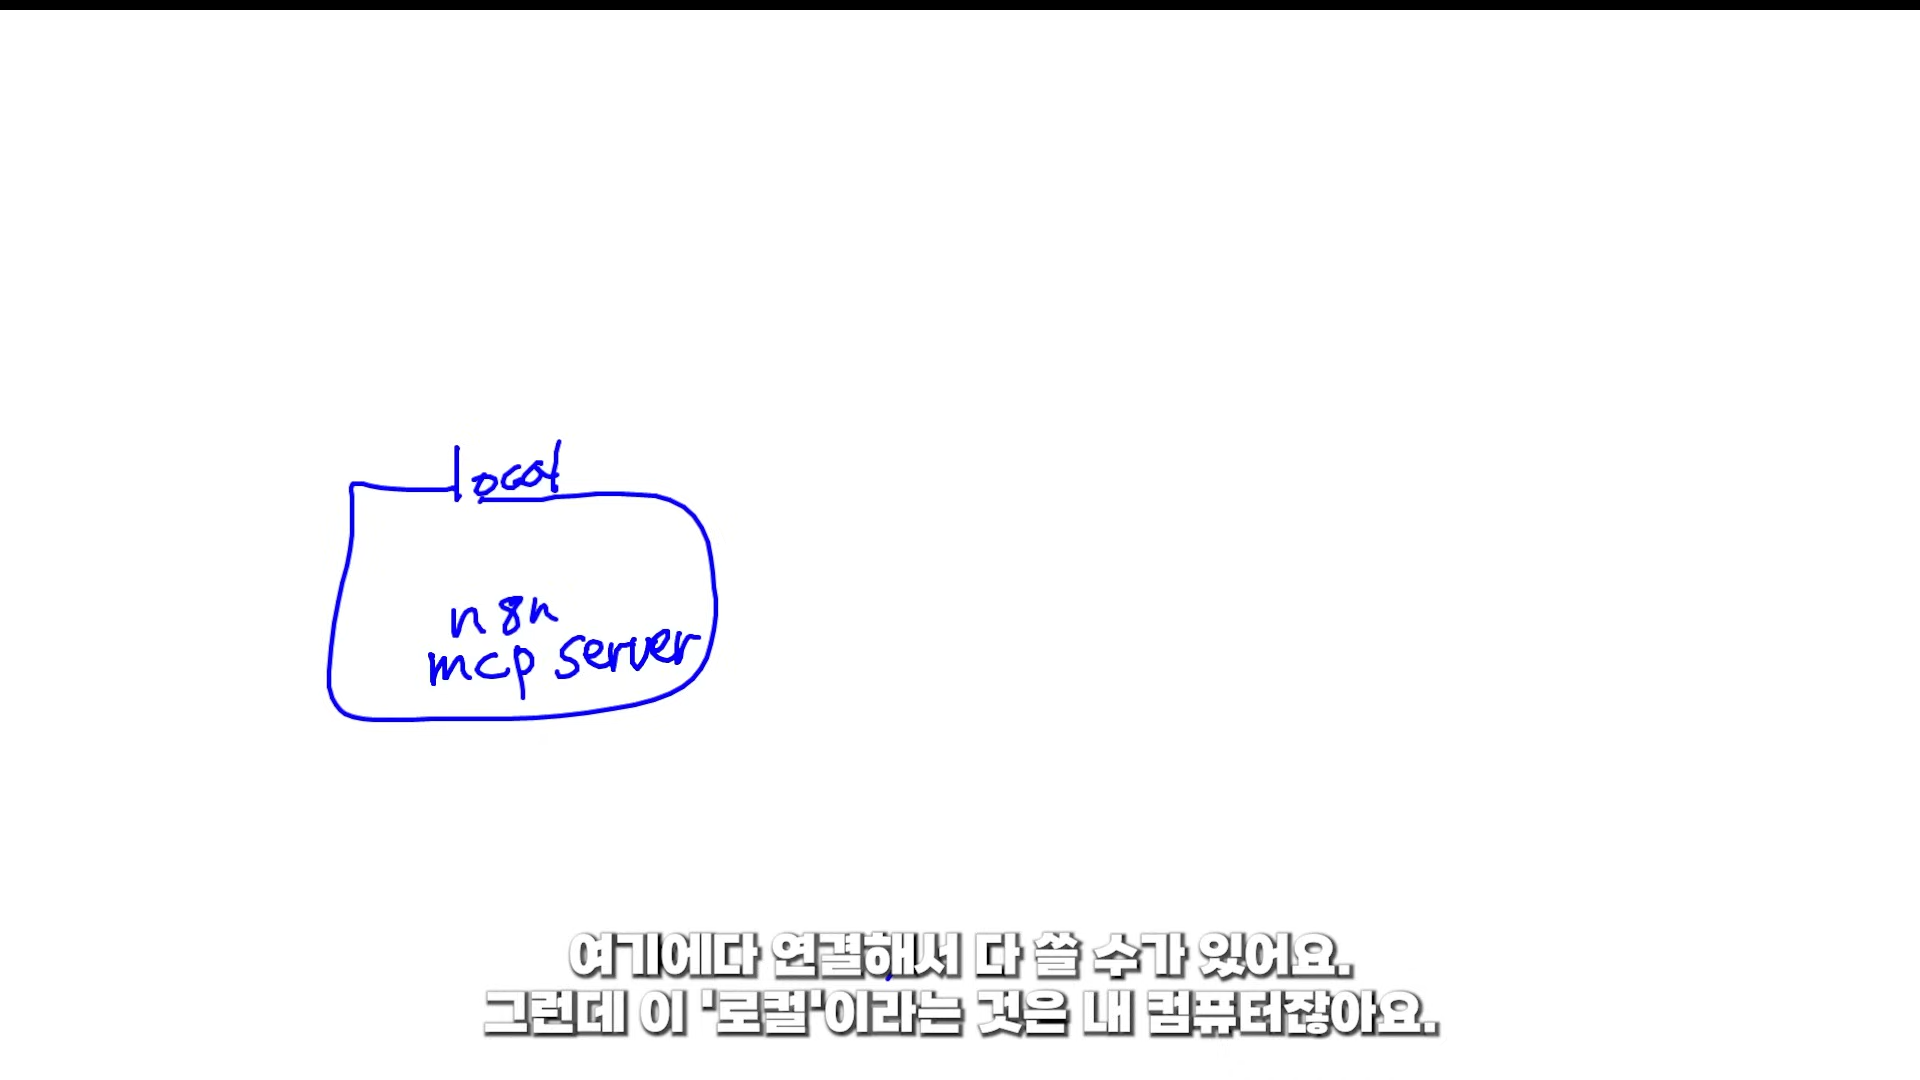 local
n8n
mcp server
여기에다 연결해서 다 쓸 수가 있어요.
그런데 이 '로컬'이라는 것은 내 컴퓨터잖아요.